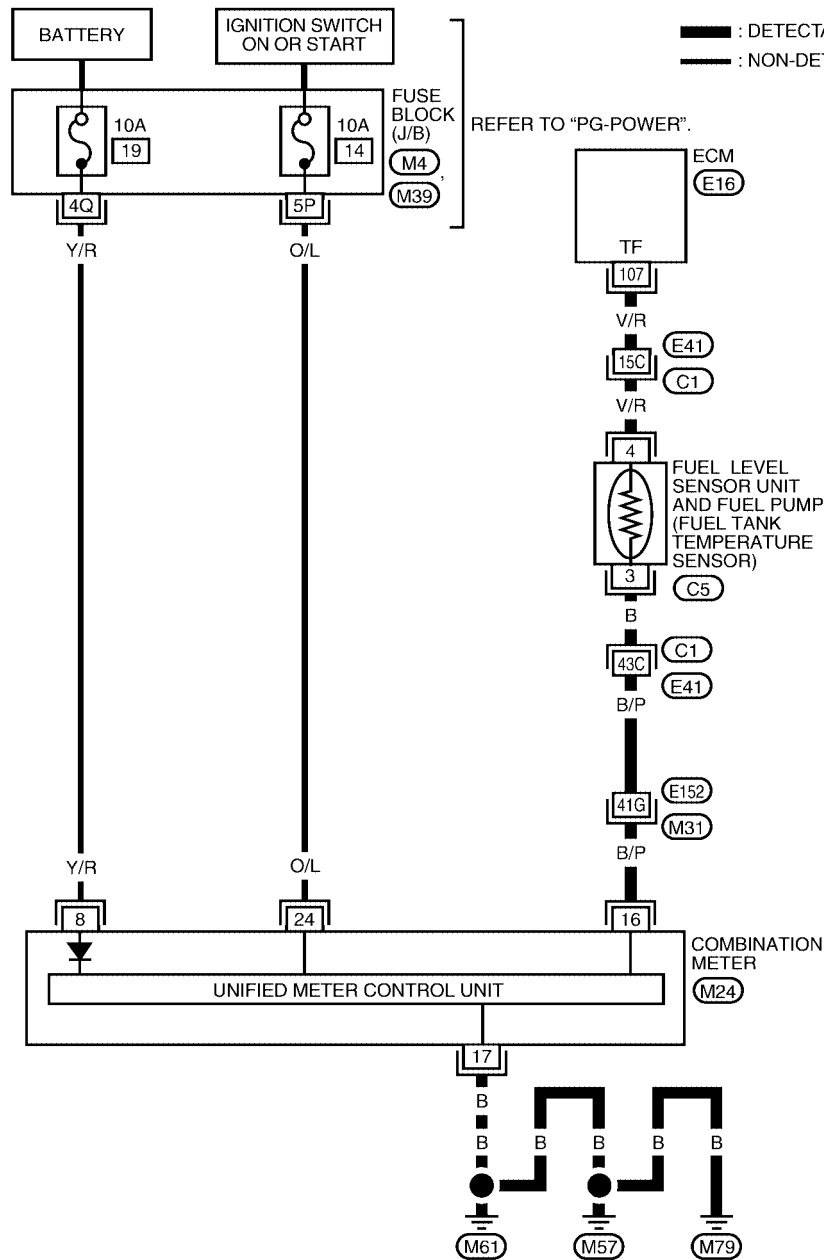 BATTERY
IGNITION SWITCH
ON OR START
: DETECTA
: NON-DET
10A
19
10A
14
FUSE
BLOCK
(J/B)
M4
,
M39
REFER TO “PG-POWER”.
4Q
5P
Y/R
O/L
ECM
E16
TF
107
V/R
15C
E41
C1
V/R
4
FUEL LEVEL
SENSOR UNIT
AND FUEL PUMP
(FUEL TANK
TEMPERATURE
SENSOR)
3
C5
B
43C
C1
E41
B/P
41G
E152
M31
Y/R
O/L
B/P
8
24
16
COMBINATION
METER
M24
UNIFIED METER CONTROL UNIT
17
B
B
B
B
B
B
M61
M57
M79